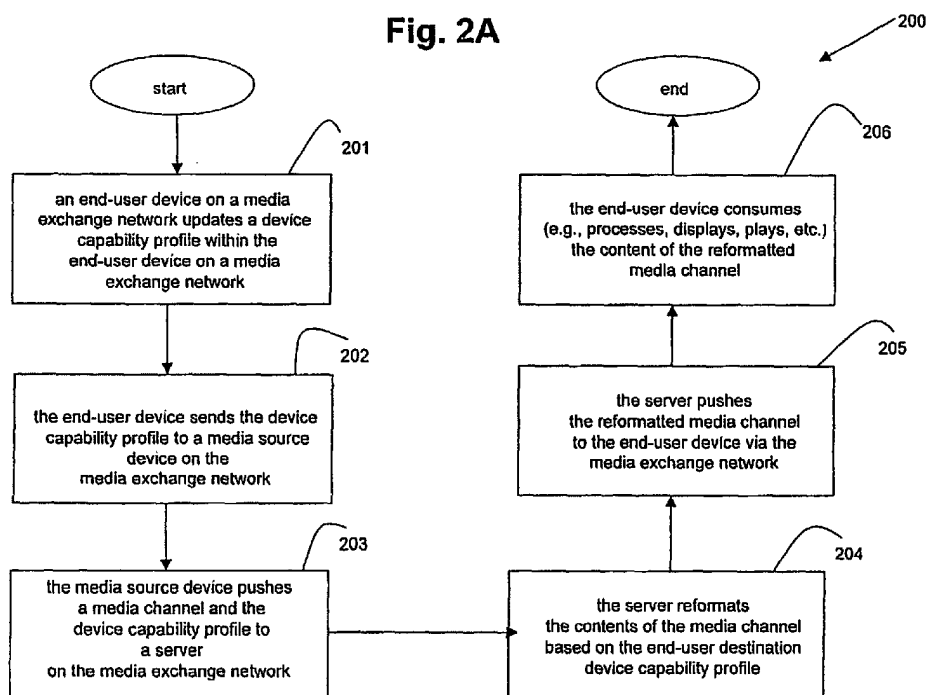 Fig. 2A
200
start
201
an end-user device on a media
exchange network updates a device
capability profile within the
end-user device on a media
exchange network
202
the end-user device sends the device
capability profile to a media source
device on the
media exchange network
203
the media source device pushes
a media channel and the
device capability profile to
a server
on the media exchange network
204
the server reformats
the contents of the media channel
based on the end-user destination
device capability profile
205
the server pushes
the reformatted media channel
to the end-user device via the
media exchange network
206
the end-user device consumes
(e.g., processes, displays, plays, etc.)
the content of the reformatted
media channel
end